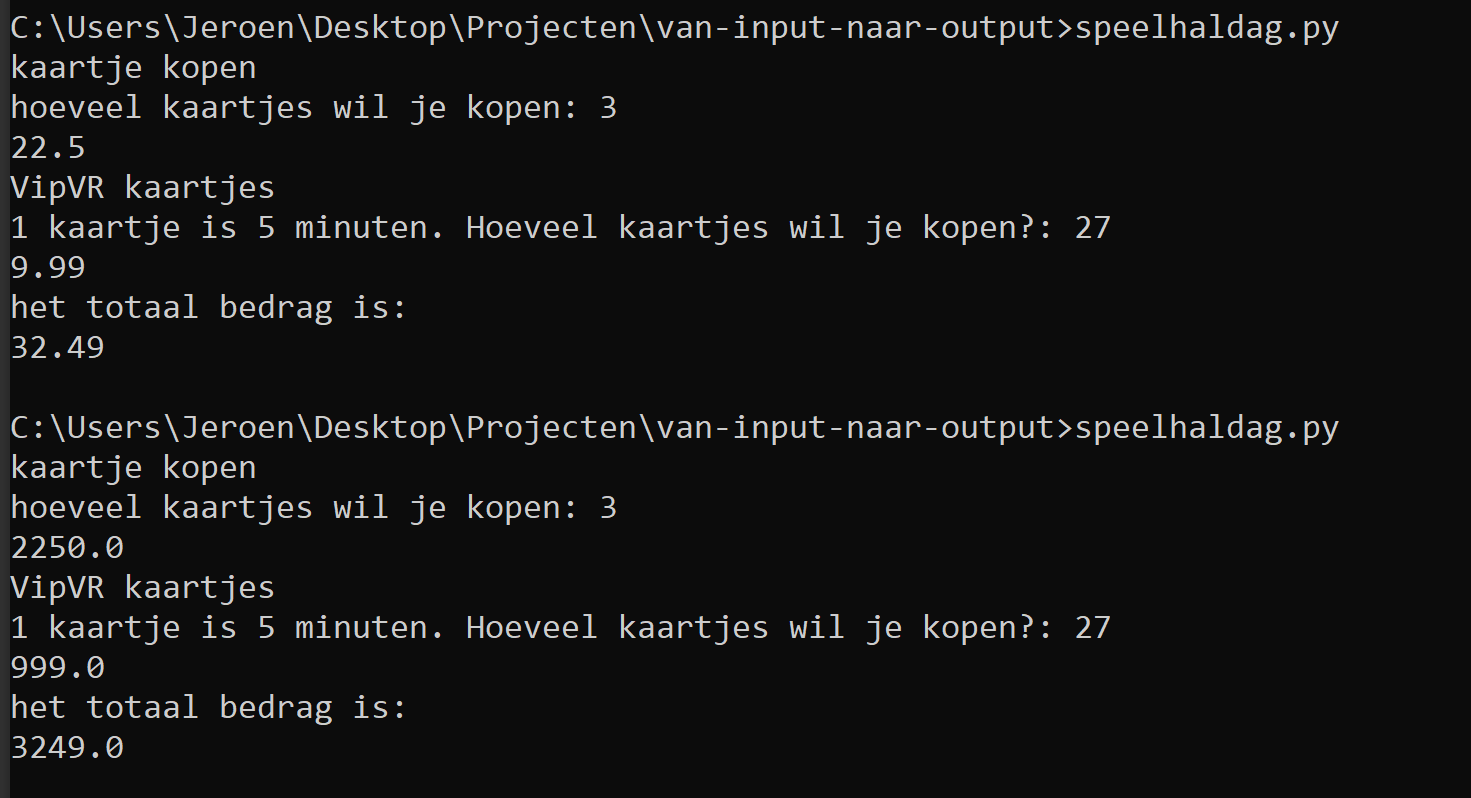 C:\Users\Jeroen\Desktop\Projecten\van-input-naar-output>speelhaldag.py
kaartje kopen
hoeveel kaartjes wil je kopen: 3
22.5
VipVR kaartjes
1 kaartje is 5 minuten. Hoeveel kaartjes wil je kopen?: 27
9.99
het totaal bedrag is:
32.49
C:\Users\Jeroen\Desktop\Projecten\van-input-naar-output>speelhaldag.py
kaartje kopen
hoeveel kaartjes wil je kopen: 3
2250.0
VipVR kaartjes
1 kaartje is 5 minuten. Hoeveel kaartjes wil je kopen?: 27
999.0
het totaal bedrag is:
3249.0